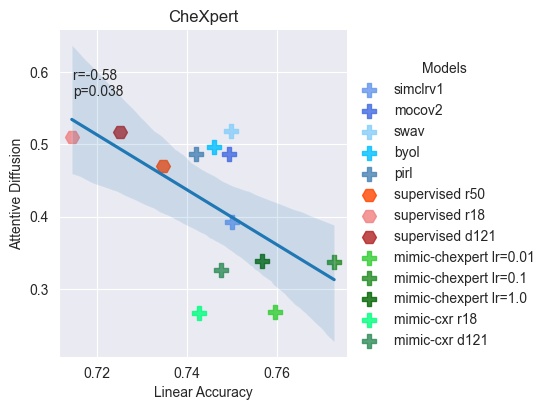 CheXpert
r=-0.58
p=0.038
0.6
0.5
0.4
0.3
Attentive Diffusion
0.72
0.74
0.76
Linear Accuracy
Models
simclrv1
mocov2
swav
byol
pirl
supervised r50
supervised r18
supervised d121
mimic-chexpert lr=0.01
mimic-chexpert lr=0.1
mimic-chexpert lr=1.0
mimic-cxr r18
mimic-cxr d121